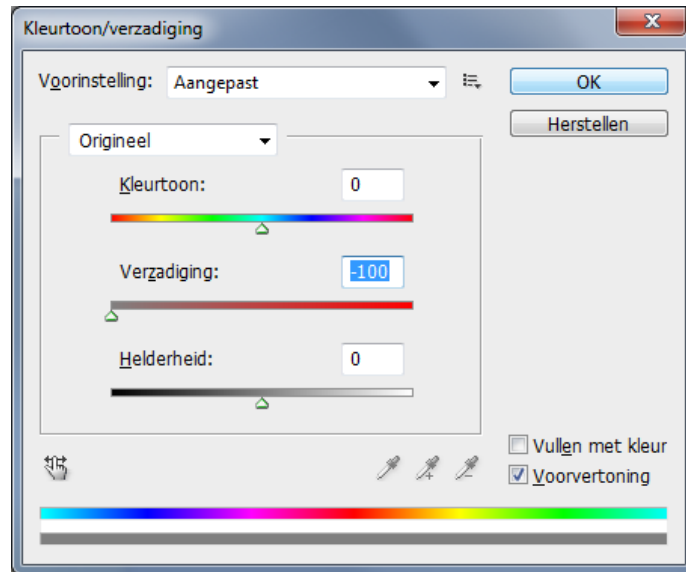 Kleurtoon/verzadiging
Voorinstelling: Aangepast
OK
Herstellen
Origineel
Kleurtoon: 0
Verzadiging: -100
Helderheid: 0
Vullen met kleur
Voorvertoning